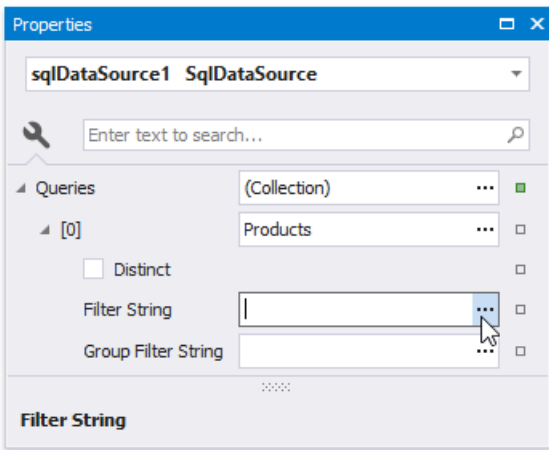 Properties
sqlDataSource1 SqlDataSource
Enter text to search...
Queries (Collection) ...
[0] Products ...
Distinct
Filter String ...
Group Filter String ...
Filter String